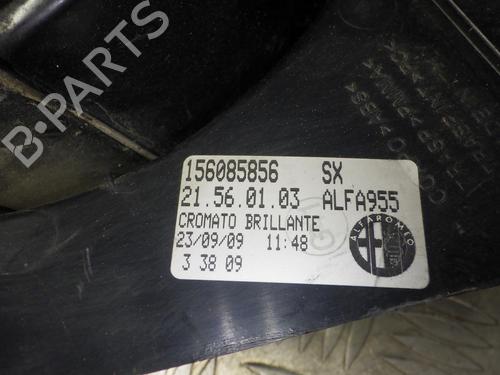 B-PARTS
156085856 SX
21.56.01.03 ALFA955
CROMATO BRILLANTE
23/09/09 11:48
3 38 09
ALFA ROMEO